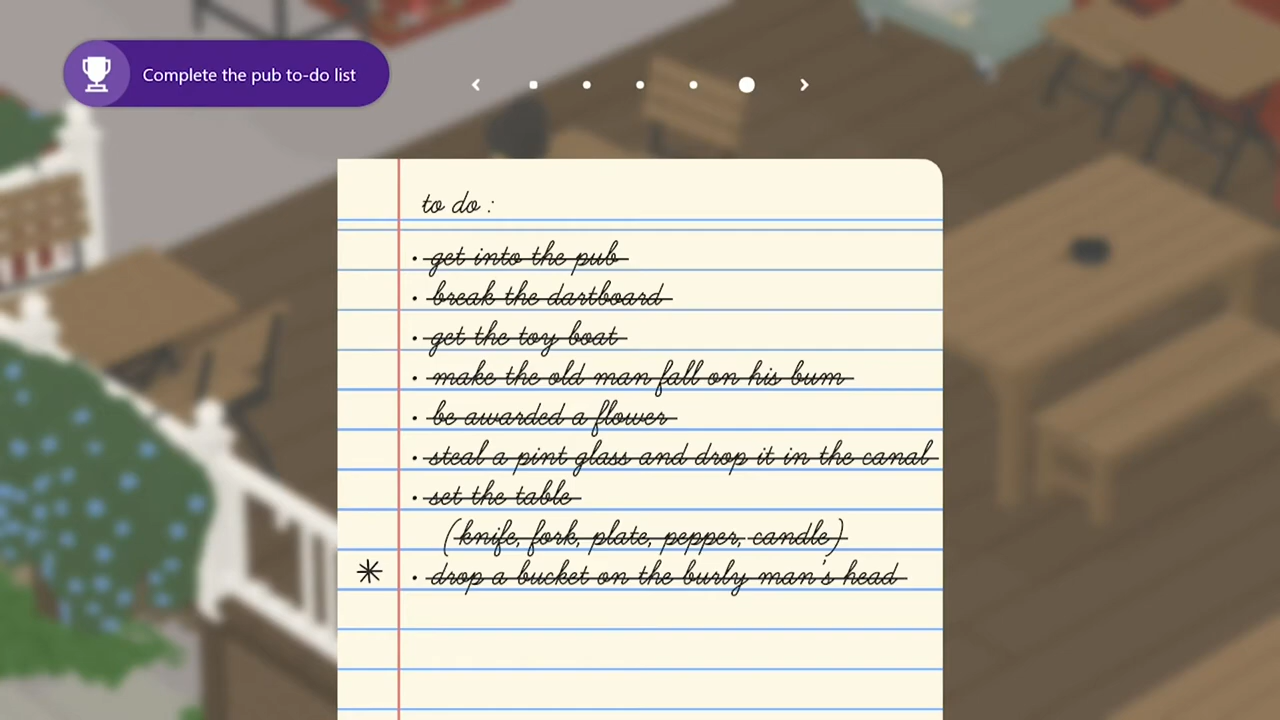 Complete the pub to-do list
to do :
• get into the pub
• break the dartboard
• get the toy boat
• make the old man fall on his bum
• be awarded a flower
• steal a pint glass and drop it in the canal
• set the table
(knife, fork, plate, pepper, candle)
• drop a bucket on the burly man's head